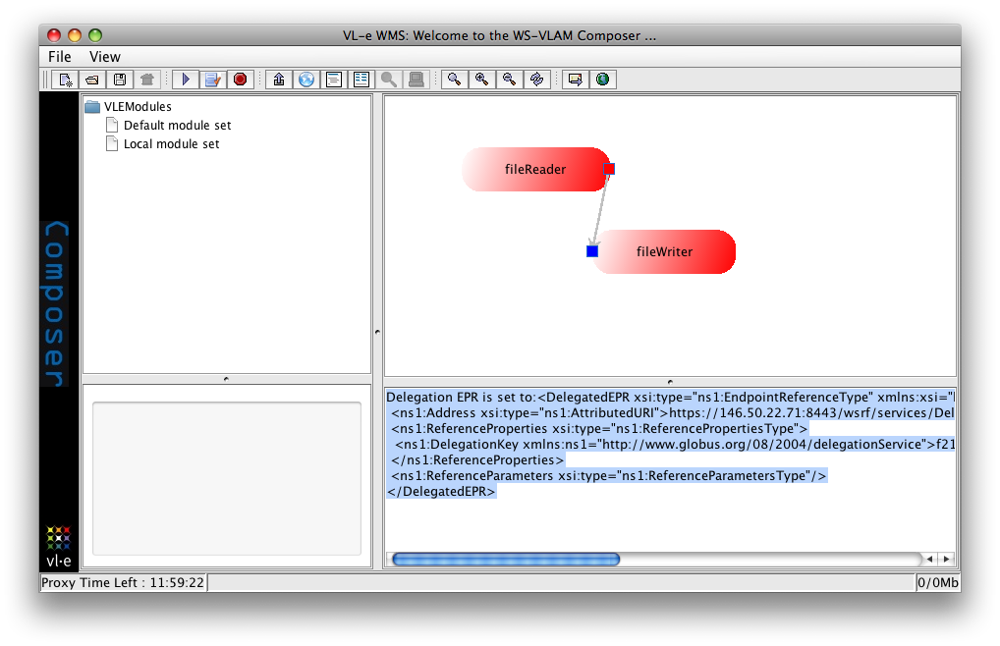 VL-e WMS: Welcome to the WS-VLAM Composer ...
File View
VLEModules
Default module set
Local module set
fileReader
fileWriter
Composer
Delegation EPR is set to:<DelegatedEPR xsi:type="ns1:EndpointReferenceType" xmlns:xsi="
<ns1:Address xsi:type="ns1:AttributedURI">https://146.50.22.71:8443/wsrf/services/Del
<ns1:ReferenceProperties xsi:type="ns1:ReferencePropertiesType">
<ns1:DelegationKey xmlns:ns1="http://www.globus.org/08/2004/delegationService">f21
</ns1:ReferenceProperties>
<ns1:ReferenceParameters xsi:type="ns1:ReferenceParametersType"/>
</DelegatedEPR>
vl·e
Proxy Time Left : 11:59:22
0/0Mb